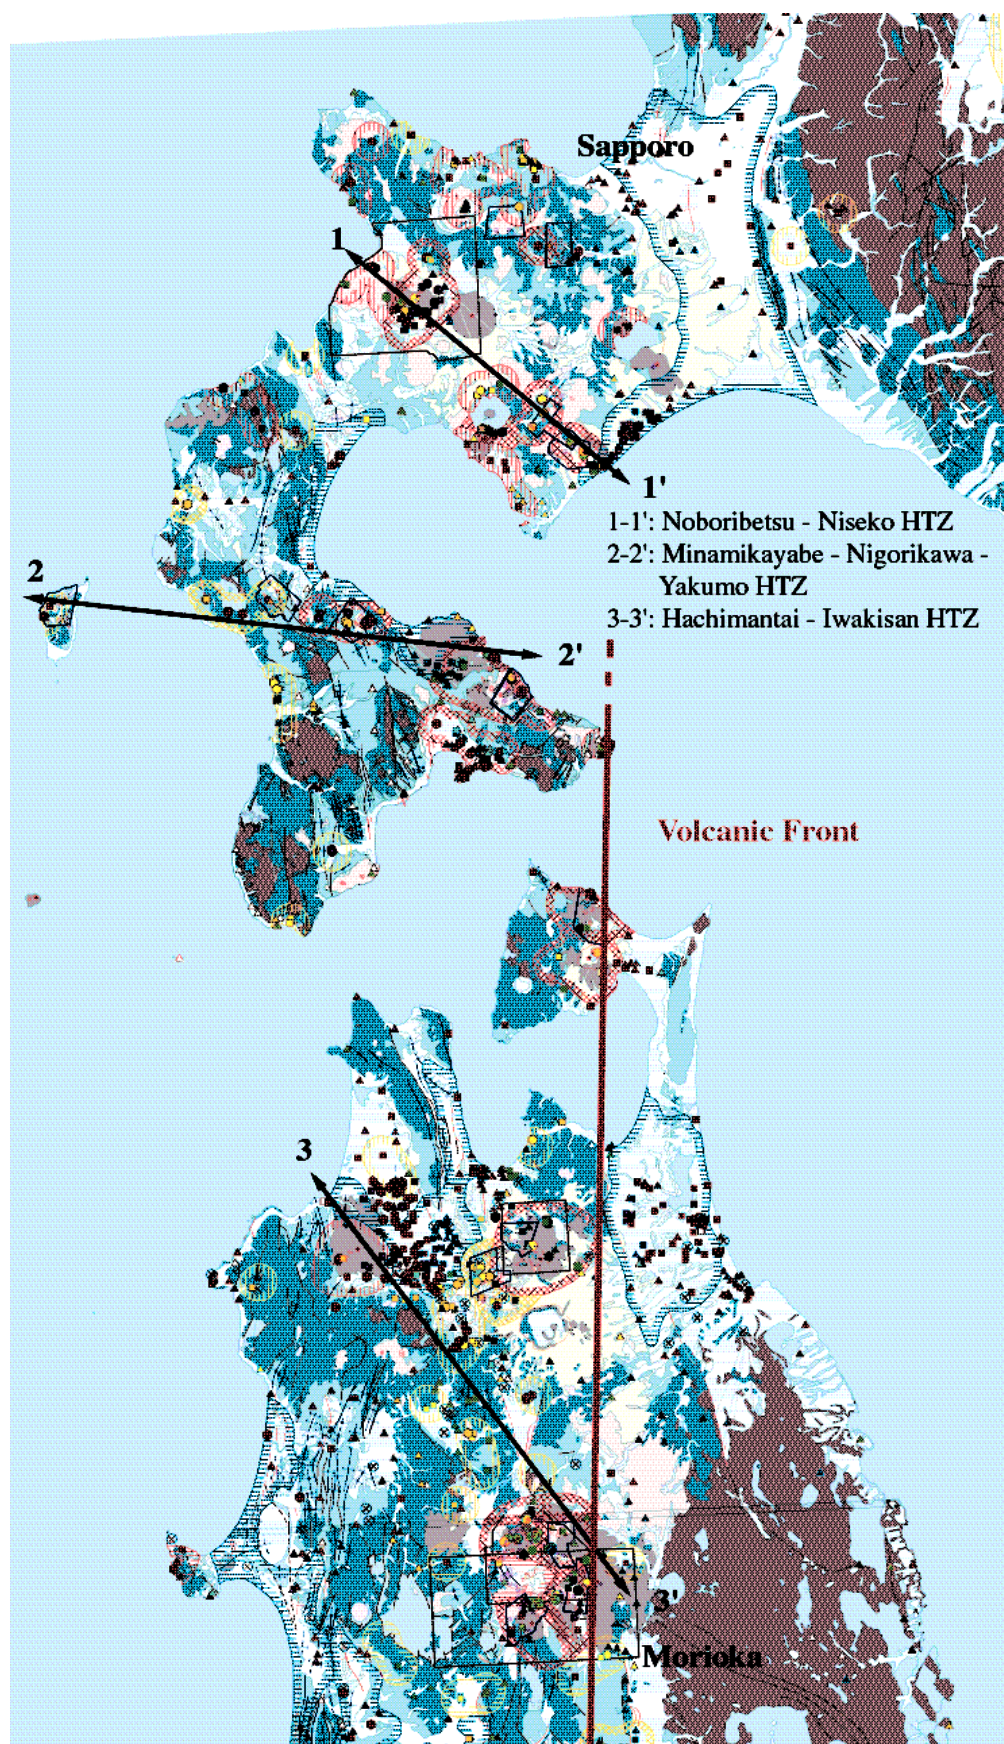 Sapporo
1
1'
1-1': Noboribetsu - Niseko HTZ
2-2': Minamikayabe - Nigorikawa -
Yakumo HTZ
3-3': Hachimantai - Iwakisan HTZ
2
2'
Volcanic Front
3
3'
Morioka